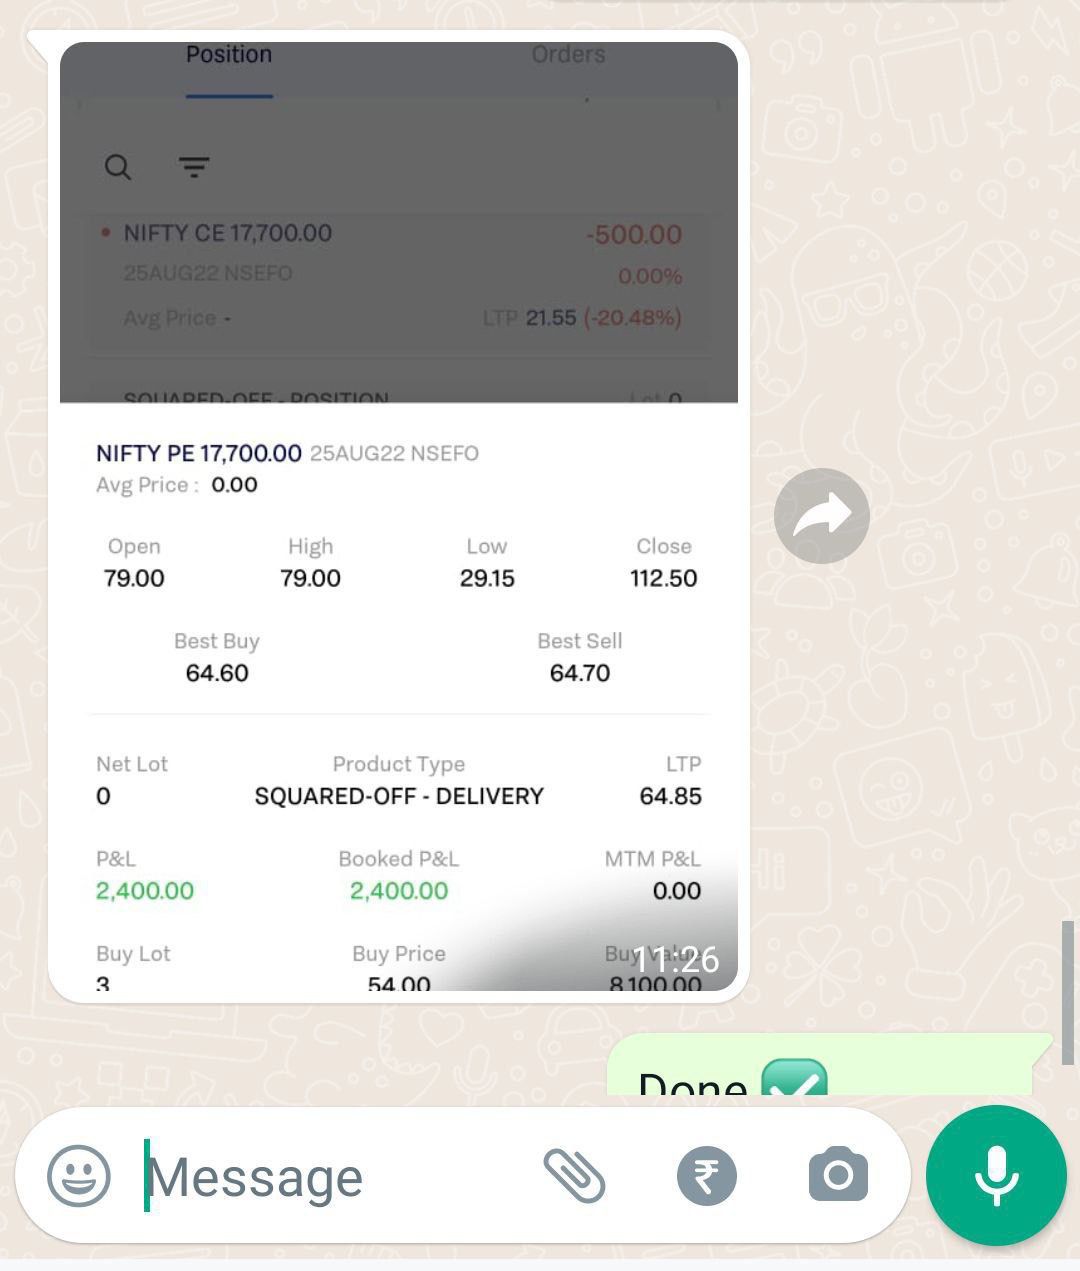 Position Orders
NIFTY CE 17,700.00 -500.00
25AUG22 NSEFO 0.00%
Avg Price - LTP 21.55 (-20.48%)
SQUARED-OFF - POSITION Lot 0
NIFTY PE 17,700.00 25AUG22 NSEFO
Avg Price : 0.00
Open High Low Close
79.00 79.00 29.15 112.50
Best Buy Best Sell
64.60 64.70
Net Lot Product Type LTP
0 SQUARED-OFF - DELIVERY 64.85
P&L Booked P&L MTM P&L
2,400.00 2,400.00 0.00
Buy Lot Buy Price Buy Value
11:26
3 54.00 8,100.00
Done ✅
Message